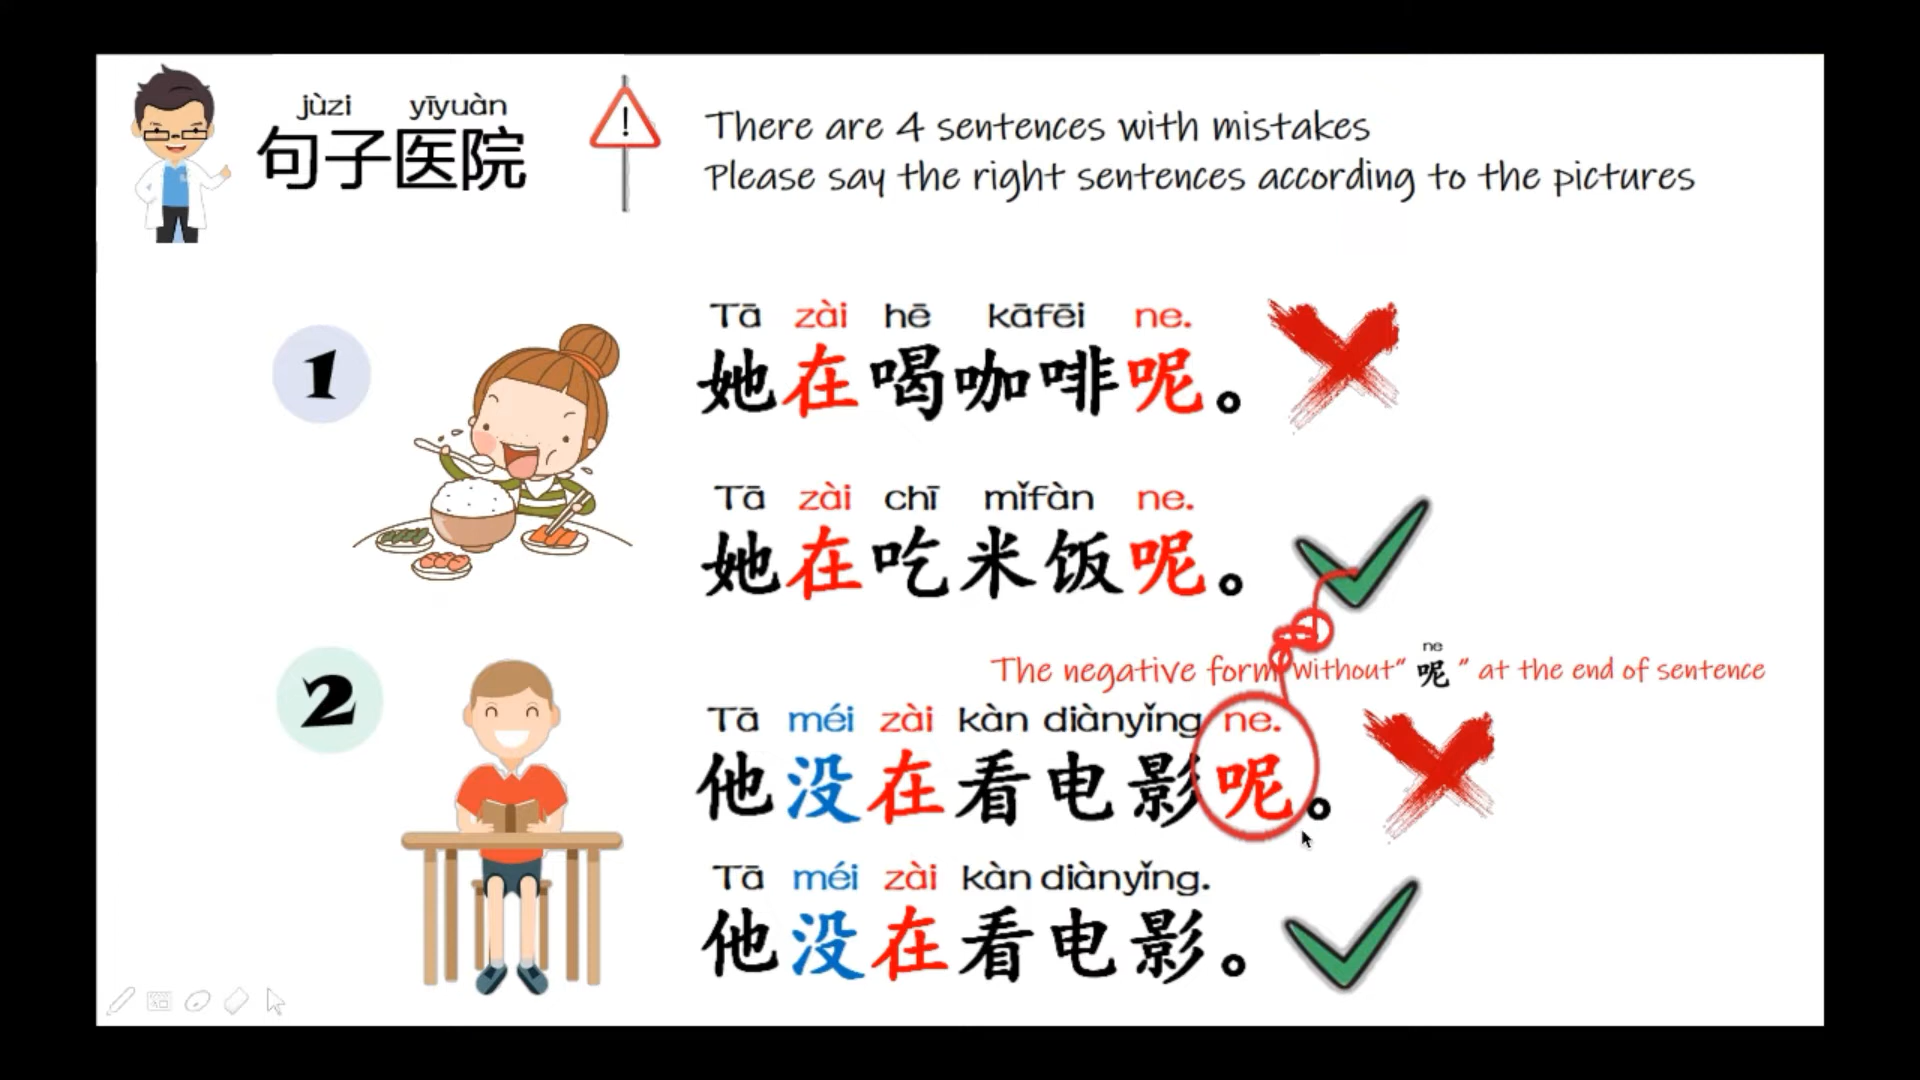 jùzi yīyuàn
句子医院
!
There are 4 sentences with mistakes
Please say the right sentences according to the pictures
1
Tā zài hē kāfēi ne.
她在喝咖啡呢。
Tā zài chī mǐfàn ne.
她在吃米饭呢。
2
ne
The negative form without" 呢 " at the end of sentence
Tā méi zài kàn diànyǐng ne.
他没在看电影呢。
Tā méi zài kàn diànyǐng.
他没在看电影。